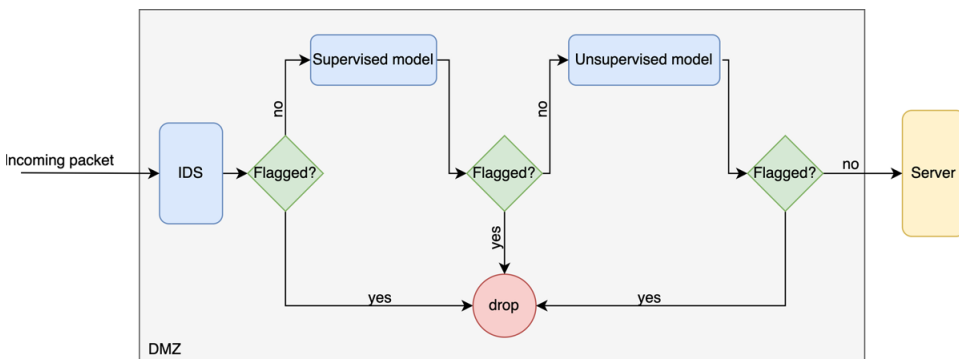 no
Supervised model
no
Unsupervised model
Incoming packet
IDS
Flagged?
Flagged?
Flagged?
no
Server
yes
yes
drop
yes
DMZ